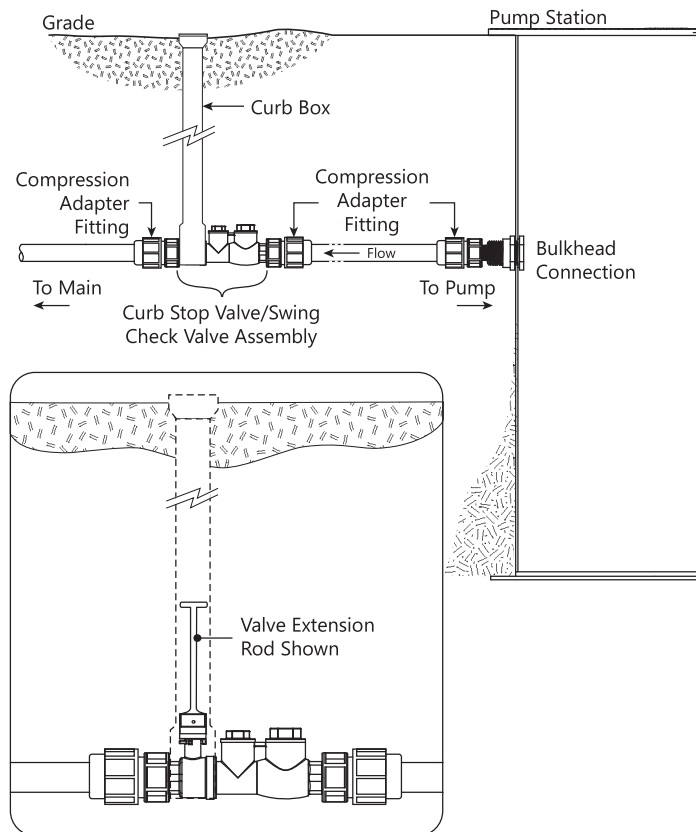 Grade
Pump Station
Curb Box
Compression
Adapter
Fitting
Compression
Adapter
Fitting
Flow
Bulkhead
Connection
To Main
To Pump
Curb Stop Valve/Swing
Check Valve Assembly
Valve Extension
Rod Shown